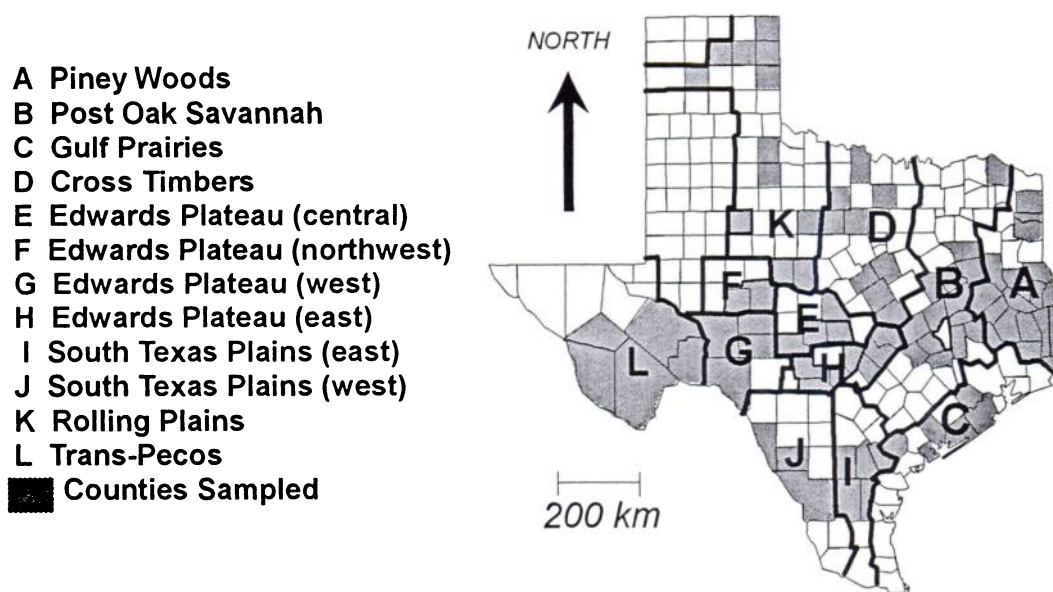 A Piney Woods
B Post Oak Savannah
C Gulf Prairies
D Cross Timbers
E Edwards Plateau (central)
F Edwards Plateau (northwest)
G Edwards Plateau (west)
H Edwards Plateau (east)
I South Texas Plains (east)
J South Texas Plains (west)
K Rolling Plains
L Trans-Pecos
Counties Sampled
NORTH
K
D
F
B
A
E
L
G
H
C
J
I
200 km